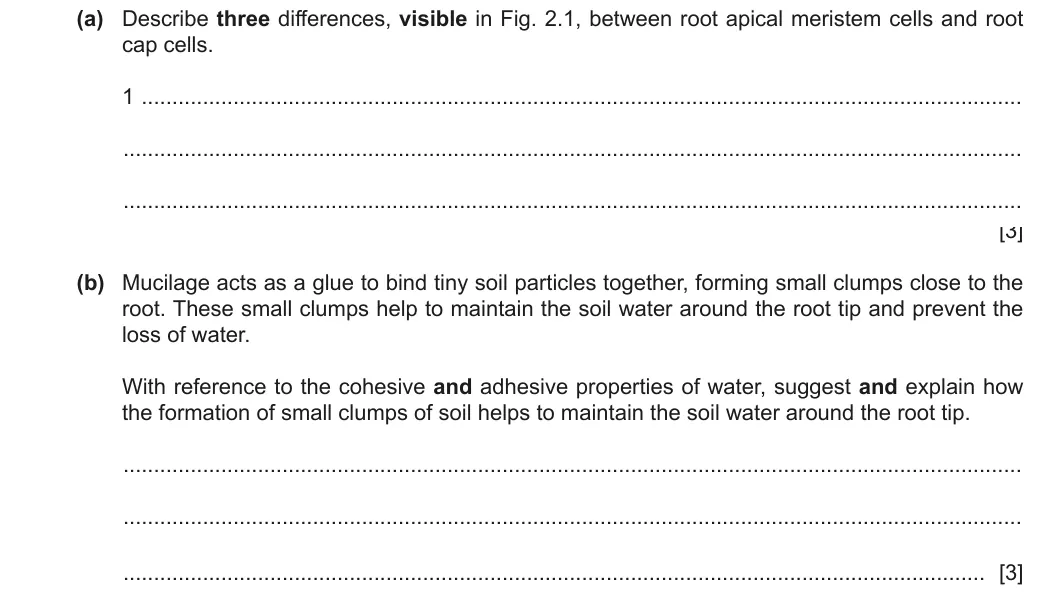 (a) Describe three differences, visible in Fig. 2.1, between root apical meristem cells and root
cap cells.
1 ................................................................................................................................................
...................................................................................................................................................
...................................................................................................................................................
[3]
(b) Mucilage acts as a glue to bind tiny soil particles together, forming small clumps close to the
root. These small clumps help to maintain the soil water around the root tip and prevent the
loss of water.
With reference to the cohesive and adhesive properties of water, suggest and explain how
the formation of small clumps of soil helps to maintain the soil water around the root tip.
...................................................................................................................................................
...................................................................................................................................................
............................................................................................................................................. [3]